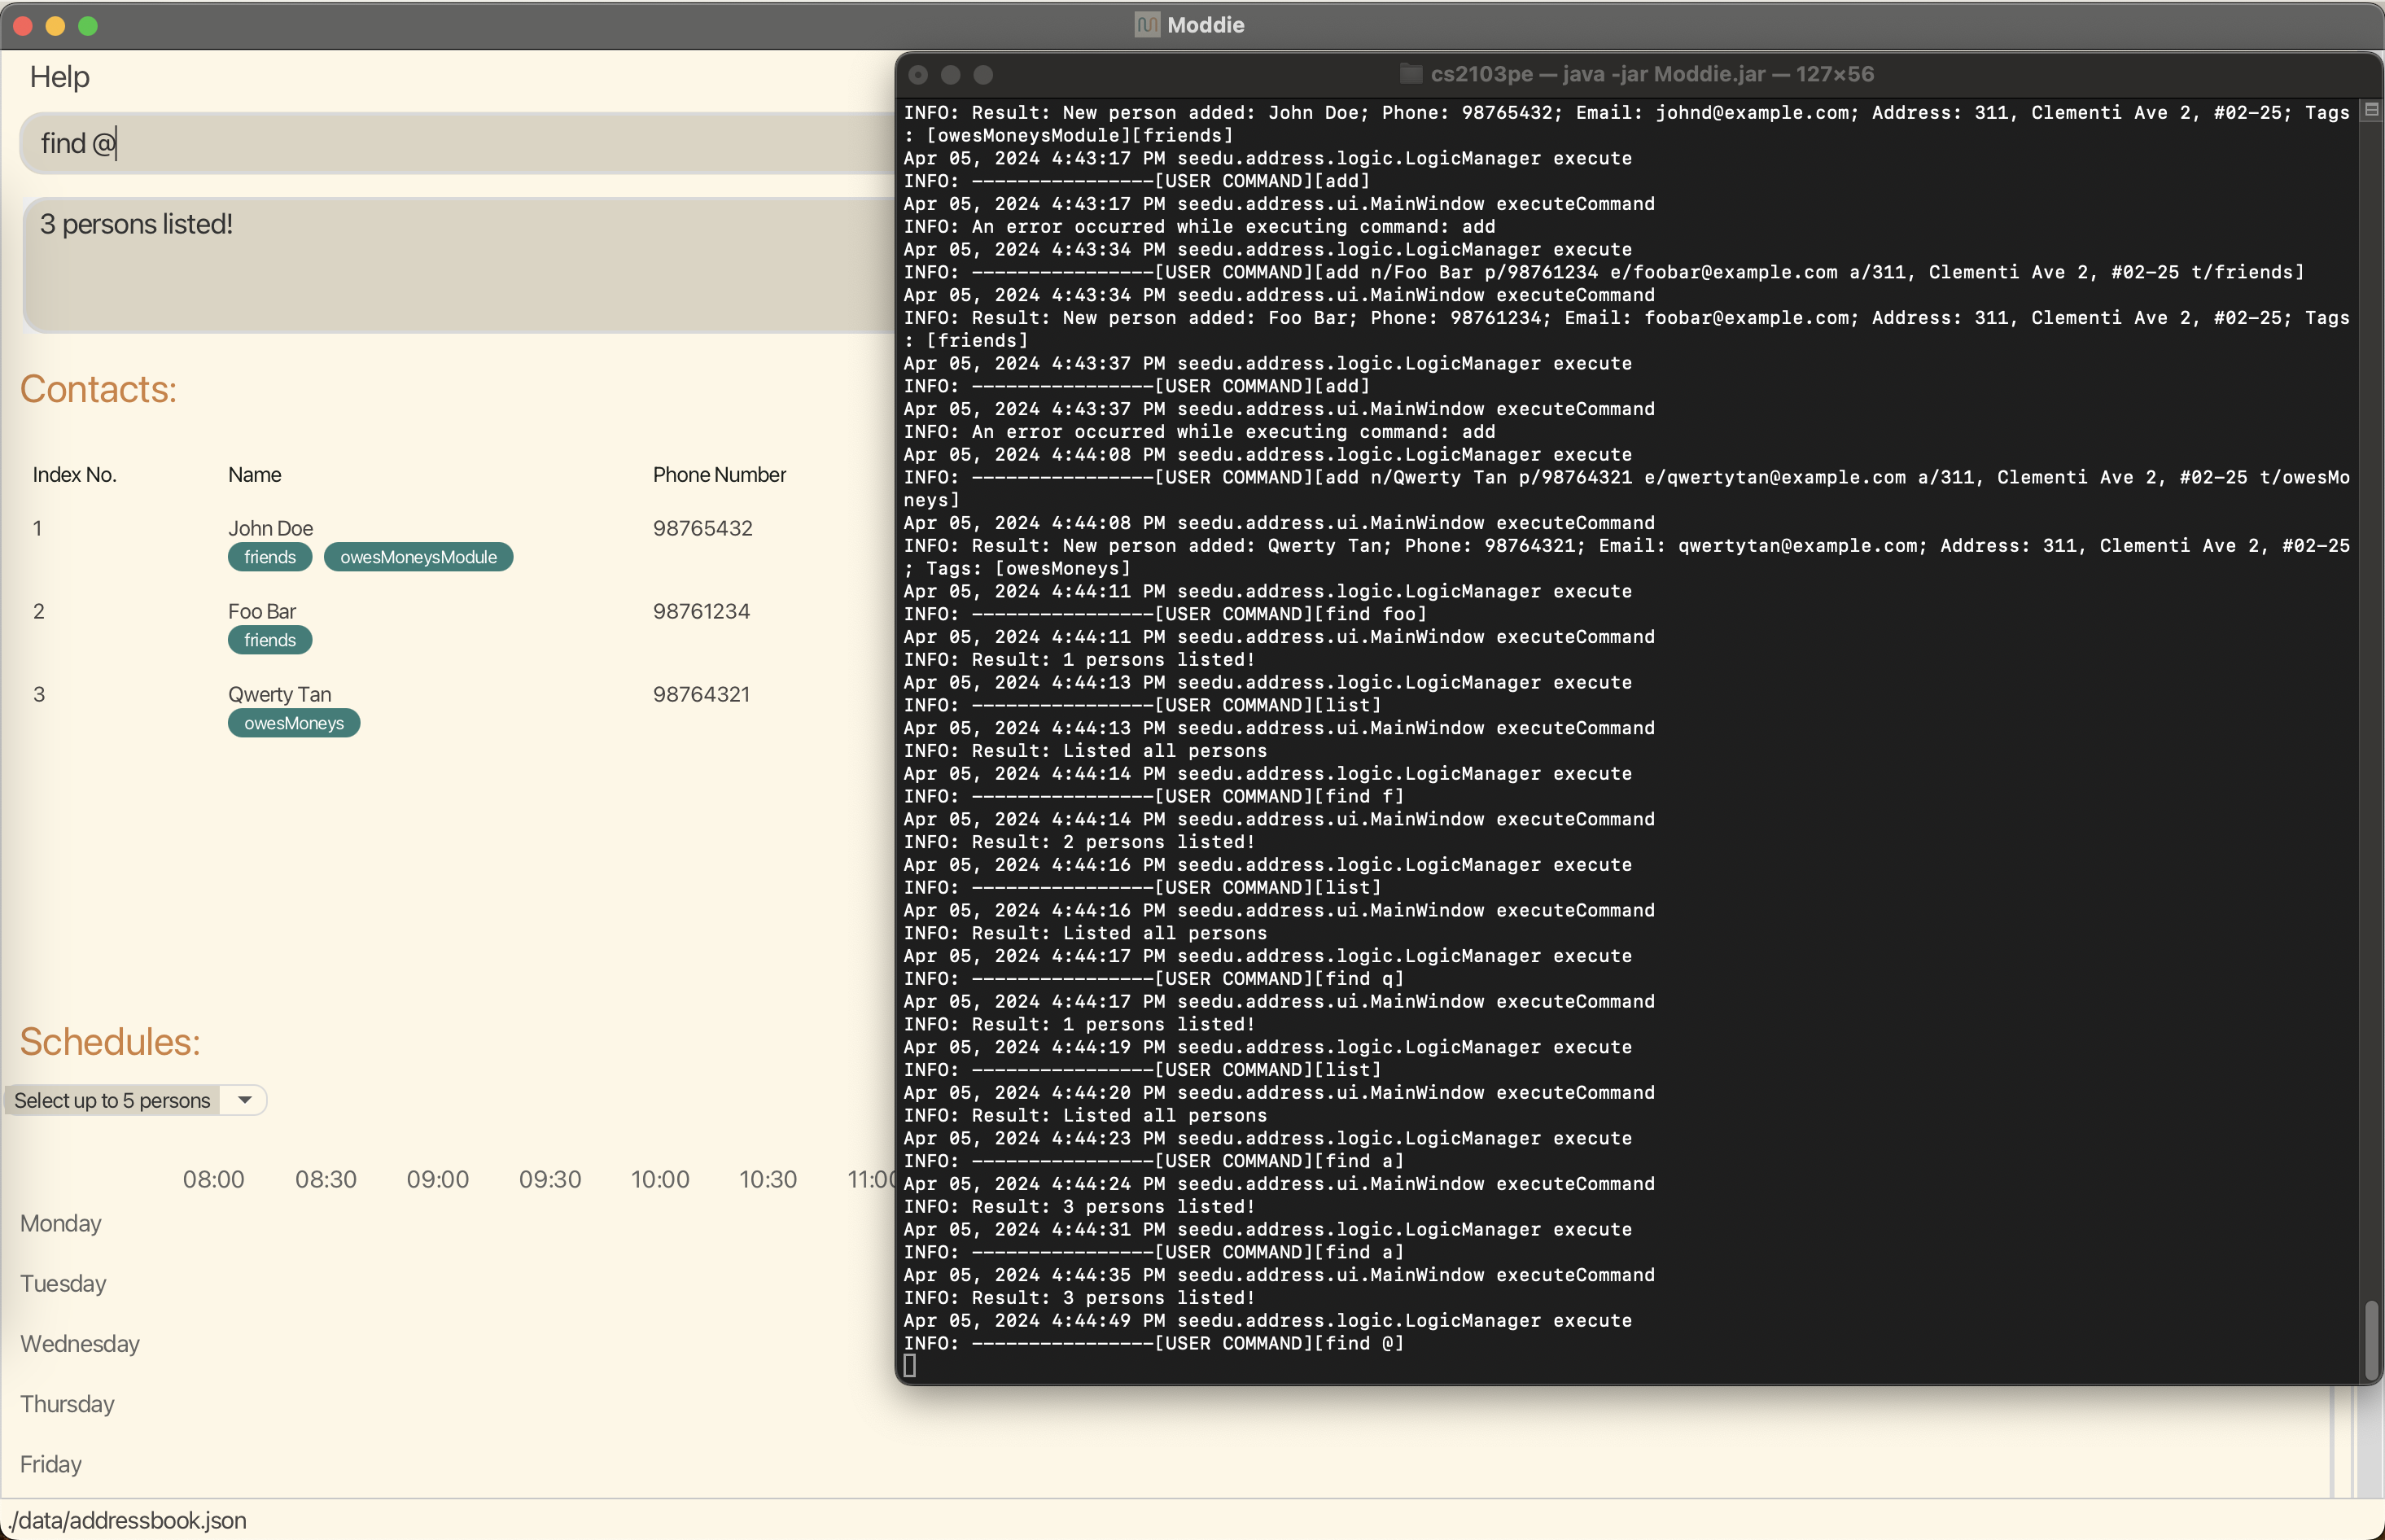 Moddie
Help
find @
3 persons listed!
Contacts:
Index No. Name Phone Number
1 John Doe 98765432
friends owesMoneysModule
2 Foo Bar 98761234
friends
3 Qwerty Tan 98764321
owesMoneys
Schedules:
Select up to 5 persons
08:00 08:30 09:00 09:30 10:00 10:30 11:00
Monday
Tuesday
Wednesday
Thursday
Friday
./data/addressbook.json
cs2103pe — java -jar Moddie.jar — 127×56
INFO: Result: New person added: John Doe; Phone: 98765432; Email: johnd@example.com; Address: 311, Clementi Ave 2, #02-25; Tags
: [owesMoneysModule][friends]
Apr 05, 2024 4:43:17 PM seedu.address.logic.LogicManager execute
INFO: ----------------[USER COMMAND][add]
Apr 05, 2024 4:43:17 PM seedu.address.ui.MainWindow executeCommand
INFO: An error occurred while executing command: add
Apr 05, 2024 4:43:34 PM seedu.address.logic.LogicManager execute
INFO: ----------------[USER COMMAND][add n/Foo Bar p/98761234 e/foobar@example.com a/311, Clementi Ave 2, #02-25 t/friends]
Apr 05, 2024 4:43:34 PM seedu.address.ui.MainWindow executeCommand
INFO: Result: New person added: Foo Bar; Phone: 98761234; Email: foobar@example.com; Address: 311, Clementi Ave 2, #02-25; Tags
: [friends]
Apr 05, 2024 4:43:37 PM seedu.address.logic.LogicManager execute
INFO: ----------------[USER COMMAND][add]
Apr 05, 2024 4:43:37 PM seedu.address.ui.MainWindow executeCommand
INFO: An error occurred while executing command: add
Apr 05, 2024 4:44:08 PM seedu.address.logic.LogicManager execute
INFO: ----------------[USER COMMAND][add n/Qwerty Tan p/98764321 e/qwertytan@example.com a/311, Clementi Ave 2, #02-25 t/owesMo
neys]
Apr 05, 2024 4:44:08 PM seedu.address.ui.MainWindow executeCommand
INFO: Result: New person added: Qwerty Tan; Phone: 98764321; Email: qwertytan@example.com; Address: 311, Clementi Ave 2, #02-25
; Tags: [owesMoneys]
Apr 05, 2024 4:44:11 PM seedu.address.logic.LogicManager execute
INFO: ----------------[USER COMMAND][find foo]
Apr 05, 2024 4:44:11 PM seedu.address.ui.MainWindow executeCommand
INFO: Result: 1 persons listed!
Apr 05, 2024 4:44:13 PM seedu.address.logic.LogicManager execute
INFO: ----------------[USER COMMAND][list]
Apr 05, 2024 4:44:13 PM seedu.address.ui.MainWindow executeCommand
INFO: Result: Listed all persons
Apr 05, 2024 4:44:14 PM seedu.address.logic.LogicManager execute
INFO: ----------------[USER COMMAND][find f]
Apr 05, 2024 4:44:14 PM seedu.address.ui.MainWindow executeCommand
INFO: Result: 2 persons listed!
Apr 05, 2024 4:44:16 PM seedu.address.logic.LogicManager execute
INFO: ----------------[USER COMMAND][list]
Apr 05, 2024 4:44:16 PM seedu.address.ui.MainWindow executeCommand
INFO: Result: Listed all persons
Apr 05, 2024 4:44:17 PM seedu.address.logic.LogicManager execute
INFO: ----------------[USER COMMAND][find q]
Apr 05, 2024 4:44:17 PM seedu.address.ui.MainWindow executeCommand
INFO: Result: 1 persons listed!
Apr 05, 2024 4:44:19 PM seedu.address.logic.LogicManager execute
INFO: ----------------[USER COMMAND][list]
Apr 05, 2024 4:44:20 PM seedu.address.ui.MainWindow executeCommand
INFO: Result: Listed all persons
Apr 05, 2024 4:44:23 PM seedu.address.logic.LogicManager execute
INFO: ----------------[USER COMMAND][find a]
Apr 05, 2024 4:44:24 PM seedu.address.ui.MainWindow executeCommand
INFO: Result: 3 persons listed!
Apr 05, 2024 4:44:31 PM seedu.address.logic.LogicManager execute
INFO: ----------------[USER COMMAND][find a]
Apr 05, 2024 4:44:35 PM seedu.address.ui.MainWindow executeCommand
INFO: Result: 3 persons listed!
Apr 05, 2024 4:44:49 PM seedu.address.logic.LogicManager execute
INFO: ----------------[USER COMMAND][find @]